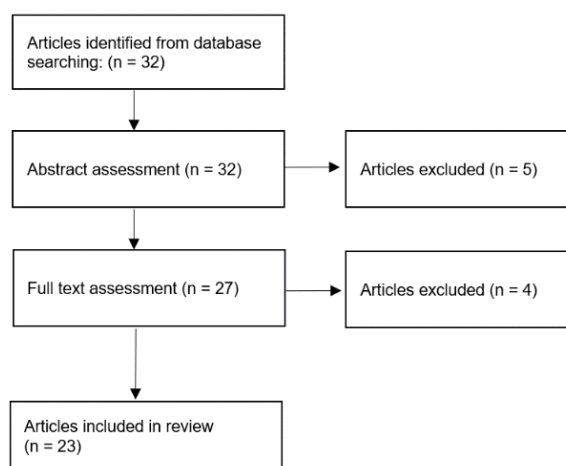 Articles identified from database
searching: (n = 32)
Abstract assessment (n = 32)
Articles excluded (n = 5)
Full text assessment (n = 27)
Articles excluded (n = 4)
Articles included in review
(n = 23)